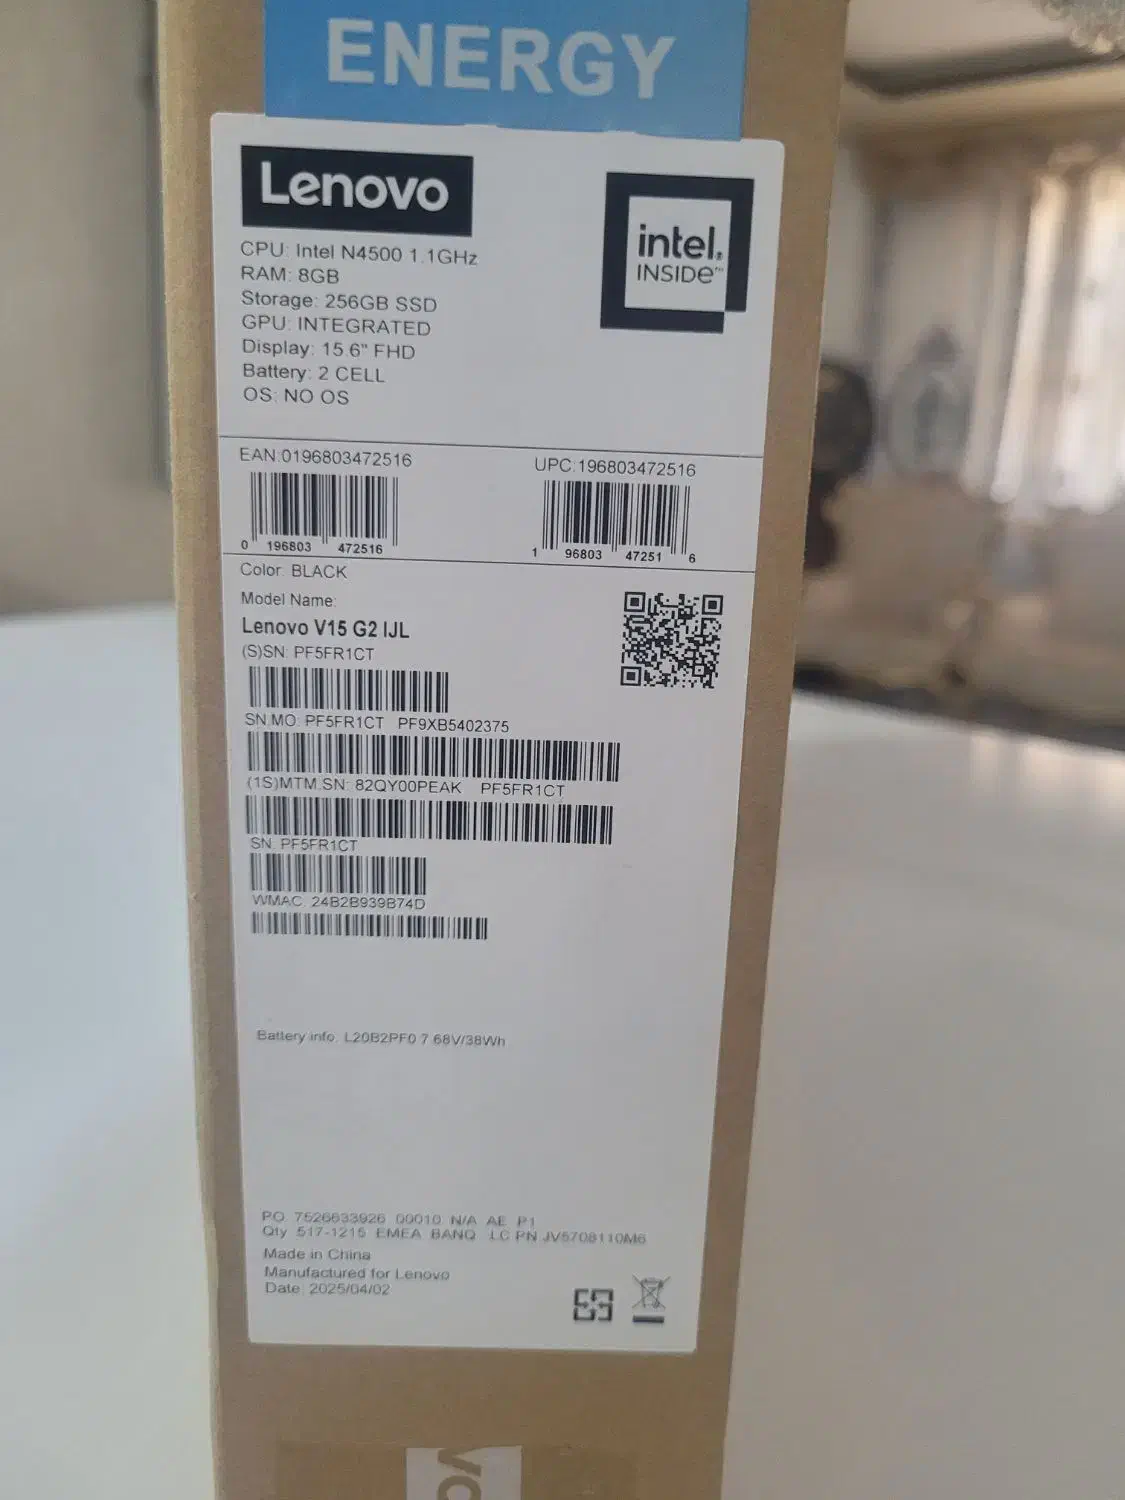 ENERGY
Lenovo
intel.
INSIDE™
CPU: Intel N4500 1.1GHz
RAM: 8GB
Storage: 256GB SSD
GPU: INTEGRATED
Display: 15.6" FHD
Battery: 2 CELL
OS: NO OS
EAN:0196803472516 UPC:196803472516
0 196803 472516 1 96803 47251 6
Color: BLACK
Model Name:
Lenovo V15 G2 IJL
(S)SN: PF5FR1CT
SN.MO: PF5FR1CT PF9XB5402375
(1S)MTM.SN: 82QY00PEAK PF5FR1CT
SN: PF5FR1CT
WMAC: 24B2B939B74D
Battery info: L20B2PF0 7.68V/38Wh
PO 7526633926 00010 N/A AE P1
Qty 517-1215 EMEA BANQ LC PN JV5708110M6
Made in China
Manufactured for Lenovo
Date: 2025/04/02